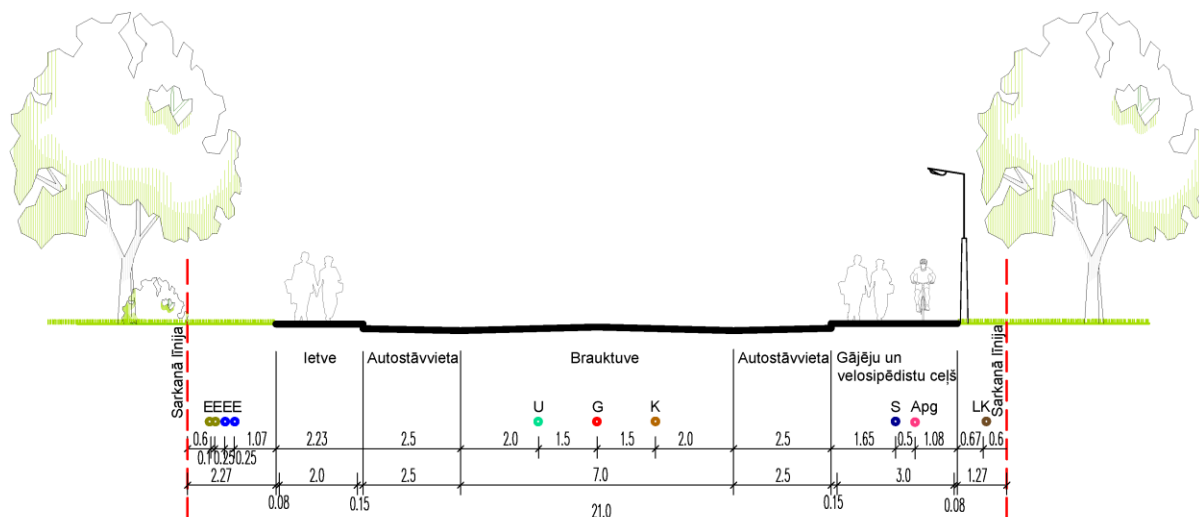 Sarkanā līnija
Ietve
Autostāvvieta
Brauktuve
Autostāvvieta
Gājēju un
velosipēdistu ceļš
Sarkanā līnija
EEEE
U
G
K
S
Apg
LK
0.6
1.07
2.23
2.5
2.0
1.5
1.5
2.0
2.5
1.65
0.5
1.08
0.67
0.6
0.1
0.25
0.25
2.27
2.0
2.5
7.0
2.5
3.0
1.27
0.08
0.15
21.0
0.15
0.08